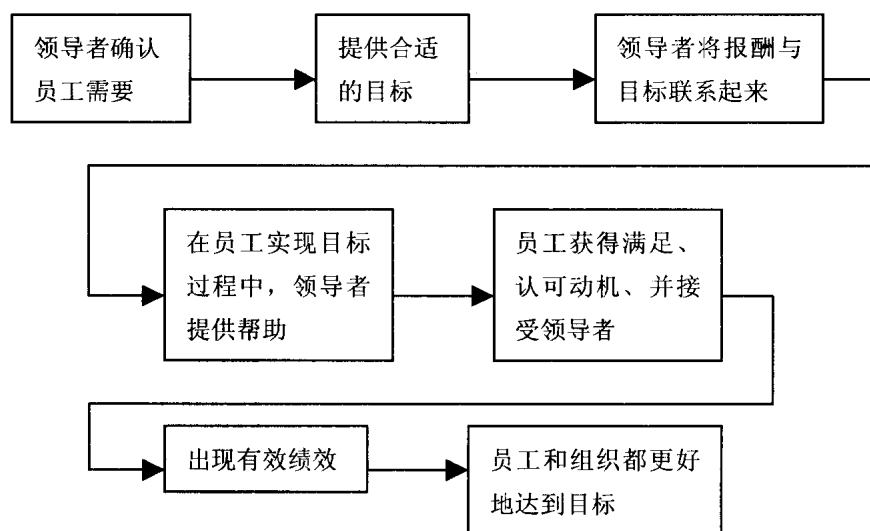 领导者确认
员工需要
提供合适
的目标
领导者将报酬与
目标联系起来
在员工实现目标
过程中，领导者
提供帮助
员工获得满足、
认可动机、并接
受领导者
出现有效绩效
员工和组织都更好
地达到目标